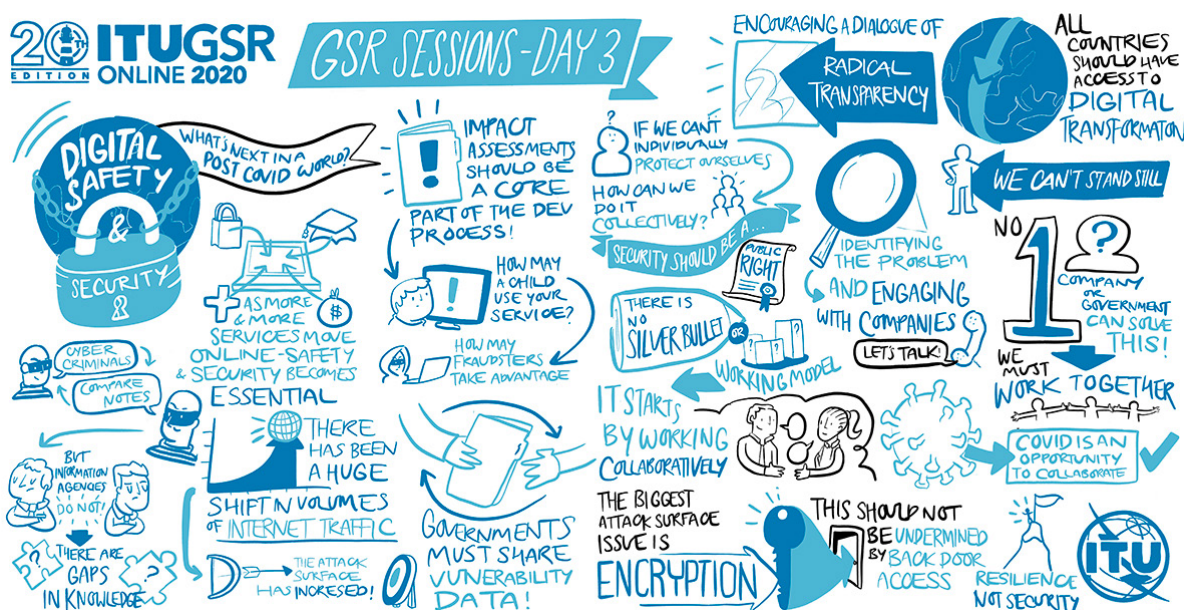 20TH
EDITION
ITUGSR
ONLINE 2020
GSR SESSIONS-DAY 3
DIGITAL
SAFETY
&
SECURITY
WHAT'S NEXT IN A
POST COVID WORLD?
+ AS MORE
& MORE
SERVICES MOVE
ONLINE-SAFETY
& SECURITY BECOMES
ESSENTIAL
$
CYBER
CRIMINALS
COMPARE
NOTES
BUT
INFORMATION
AGENCIES
DO NOT!
?
?
THERE ARE
GAPS
IN KNOWLEDGE
THERE
HAS BEEN
A HUGE
SHIFT IN VOLUMES
OF INTERNET TRAFFIC
THE ATTACK
SURFACE
HAS INCRESED!
!
IMPACT
ASSESSMENTS
SHOULD BE
A CORE
PART OF THE DEV
PROCESS!
!
HOW MAY
A CHILD
USE YOUR
SERVICE?
HOW MAY
FRAUDSTERS
TAKE ADVANTAGE
GOVERNMENTS
MUST SHARE
VUNERABILITY
DATA!
ENCOURAGING A DIALOGUE OF
RADICAL
TRANSPARENCY
?
IF WE CAN'T
INDIVIDUALLY
PROTECT OURSELVES
HOW CAN WE
DO IT
COLLECTIVELY?
SECURITY SHOULD BE A...
PUBLIC
RIGHT
THERE IS
NO
SILVER BULLET
OR
? ? ?
WORKING MODEL
IT STARTS
BY WORKING
COLLABORATIVELY
THE BIGGEST
ATTACK SURFACE
ISSUE IS
ENCRYPTION
THIS SHOULD NOT
BE UNDERMINED
BY BACK DOOR
ACCESS
IDENTIFYING
THE PROBLEM
AND ENGAGING
WITH COMPANIES
LET'S TALK!
ALL
COUNTRIES
SHOULD HAVE
ACCESS TO
DIGITAL
TRANSFORMATION
WE CAN'T STAND STILL
NO
1
?
COMPANY
OR
GOVERNMENT
CAN SOLVE
THIS!
WE
MUST
WORK TOGETHER
COVID IS AN
OPPORTUNITY
TO COLLABORATE
RESILIENCE
NOT SECURITY
ITU